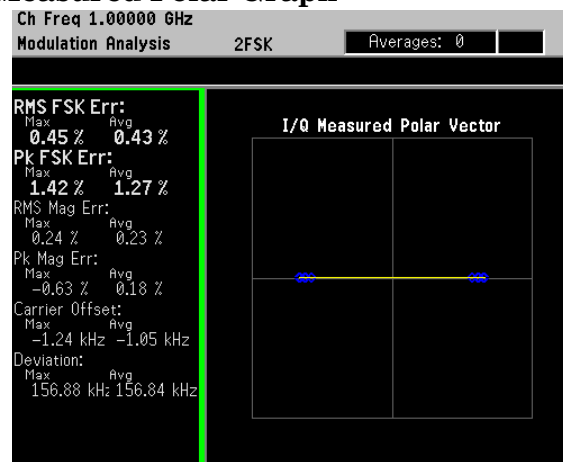 Measured Polar Graph
Ch Freq 1.00000 GHz
Modulation Analysis 2FSK Averages: 0
RMS FSK Err:
Max Avg
0.45 % 0.43 %
Pk FSK Err:
Max Avg
1.42 % 1.27 %
RMS Mag Err:
Max Avg
0.24 % 0.23 %
Pk Mag Err:
Max Avg
-0.63 % 0.18 %
Carrier Offset:
Max Avg
-1.24 kHz -1.05 kHz
Deviation:
Max Avg
156.88 kHz 156.84 kHz
I/Q Measured Polar Vector